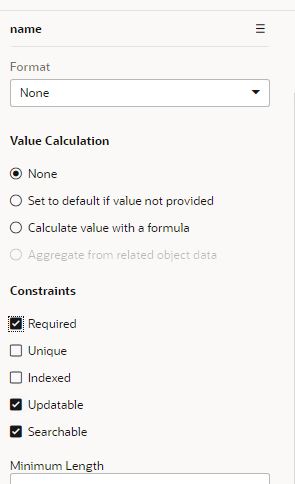 name
Format
None
Value Calculation
None
Set to default if value not provided
Calculate value with a formula
Aggregate from related object data
Constraints
Required
Unique
Indexed
Updatable
Searchable
Minimum Length